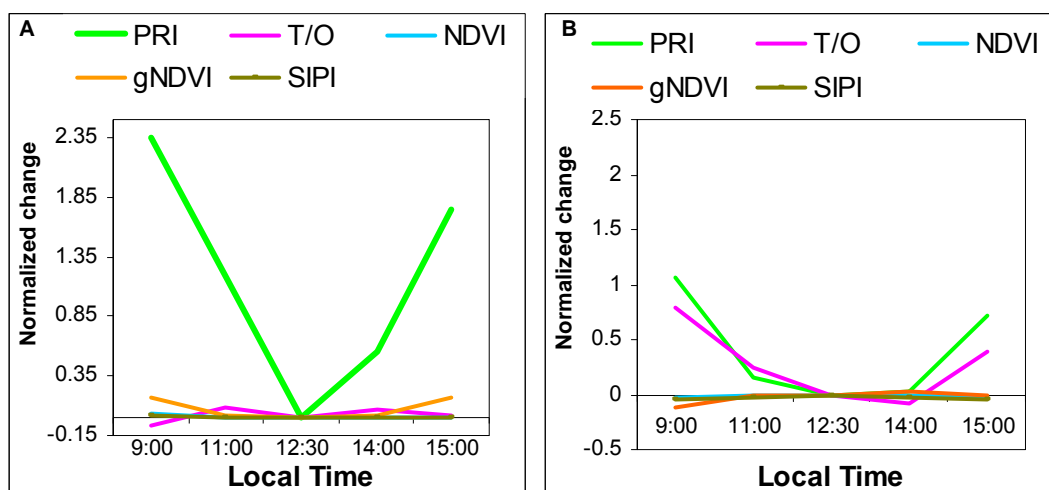 A
PRI T/O NDVI
gNDVI SIPI
Normalized change
2.35
1.85
1.35
0.85
0.35
-0.15
9:00 11:00 12:30 14:00 15:00
Local Time
B
PRI T/O NDVI
gNDVI SIPI
Normalized change
2.5
2
1.5
1
0.5
0
-0.5
9:00 11:00 12:30 14:00 15:00
Local Time